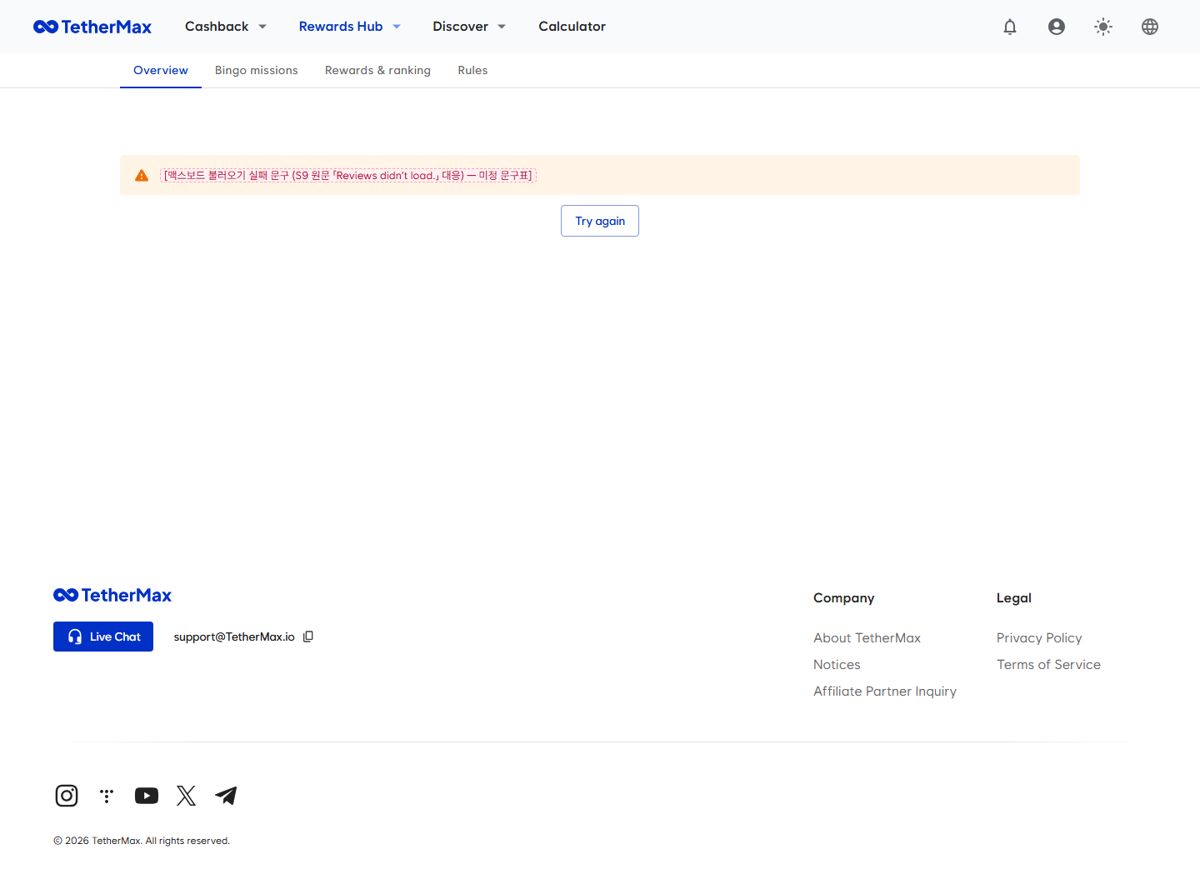 TetherMax
Cashback
Rewards Hub
Discover
Calculator
Overview
Bingo missions
Rewards & ranking
Rules
[맥스보드 불러오기 실패 문구 (S9 원문 「Reviews didn't load.」 대응) — 미정 문구표]
Try again
TetherMax
Live Chat
support@TetherMax.io
Company
About TetherMax
Notices
Affiliate Partner Inquiry
Legal
Privacy Policy
Terms of Service
© 2026 TetherMax. All rights reserved.